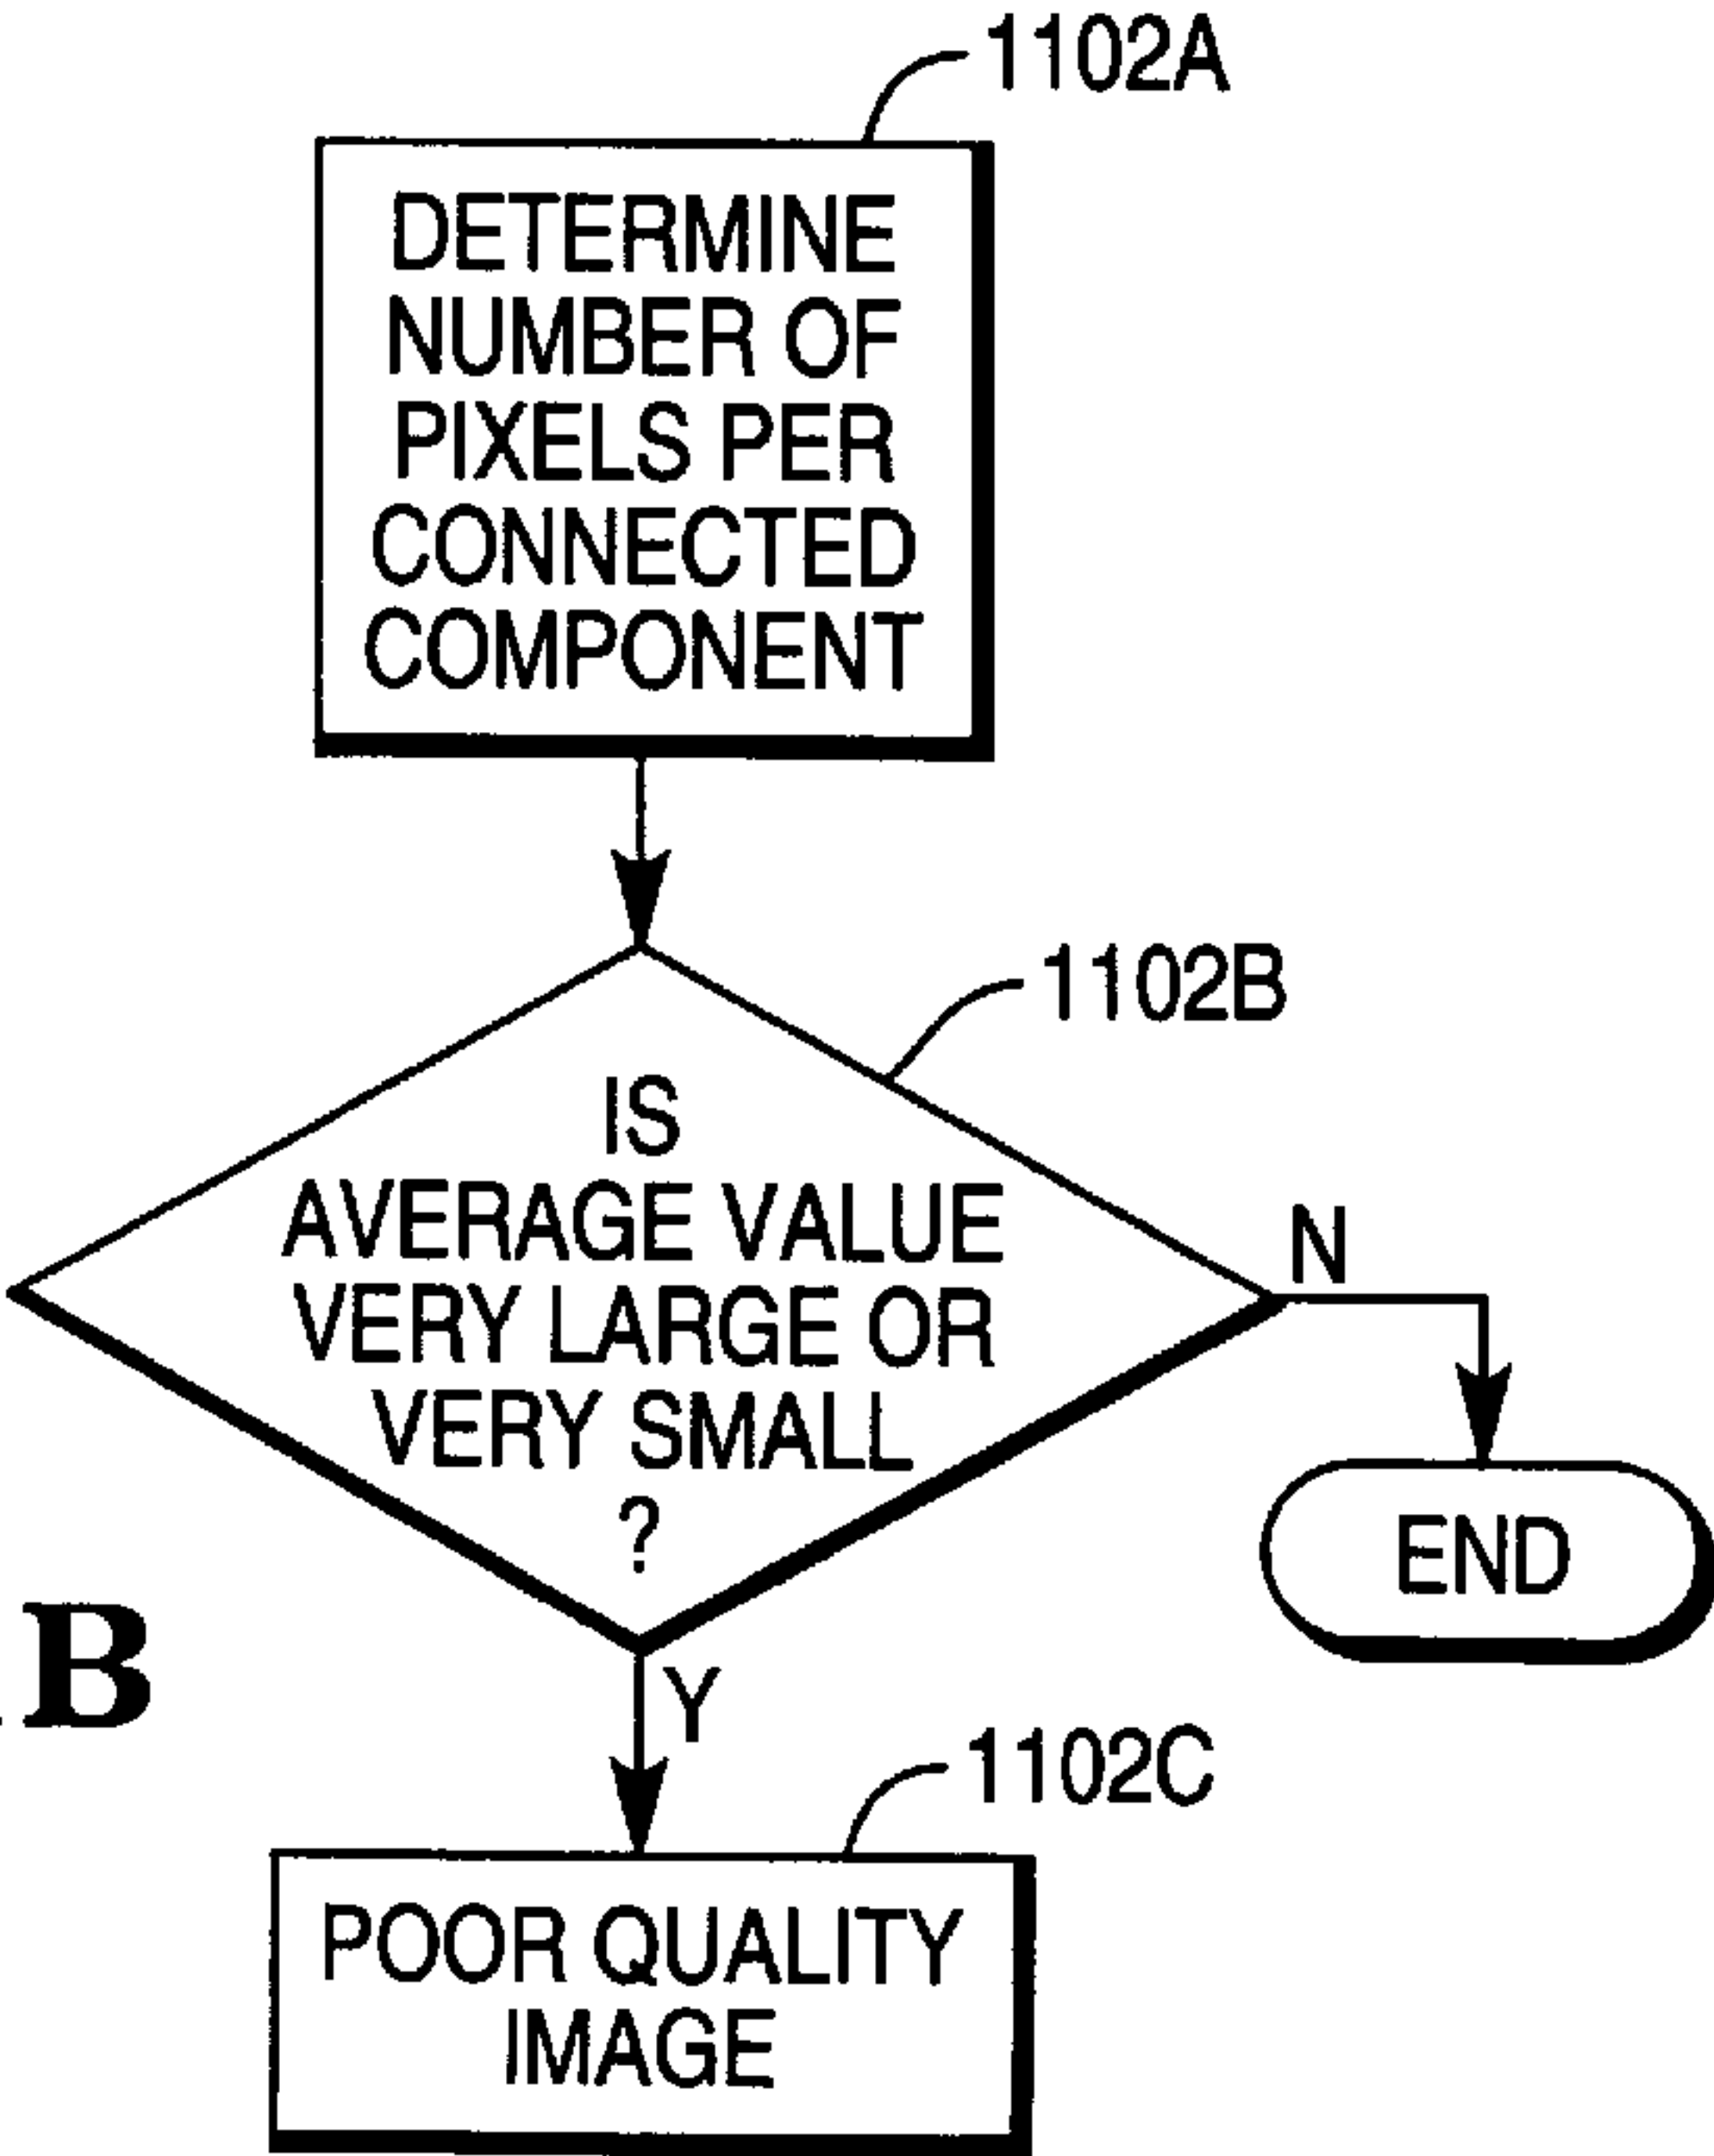 1102A
DETERMINE
NUMBER OF
PIXELS PER
CONNECTED
COMPONENT
1102B
IS
AVERAGE VALUE
VERY LARGE OR
VERY SMALL
?
N
END
B
Y
1102C
POOR QUALITY
IMAGE